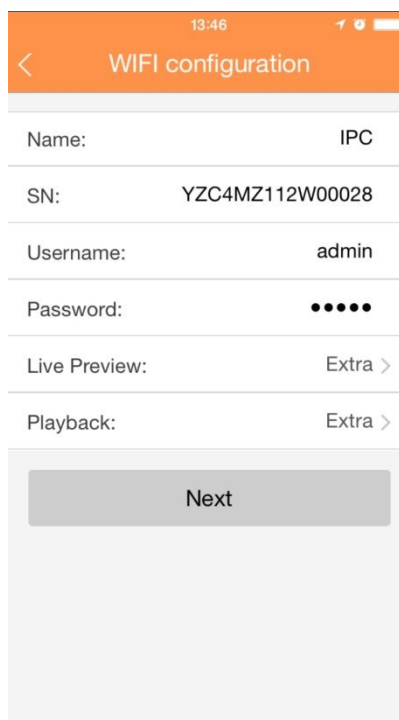 13:46
WIFI configuration
Name: IPC
SN: YZC4MZ112W00028
Username: admin
Password: •••••
Live Preview: Extra
Playback: Extra
Next